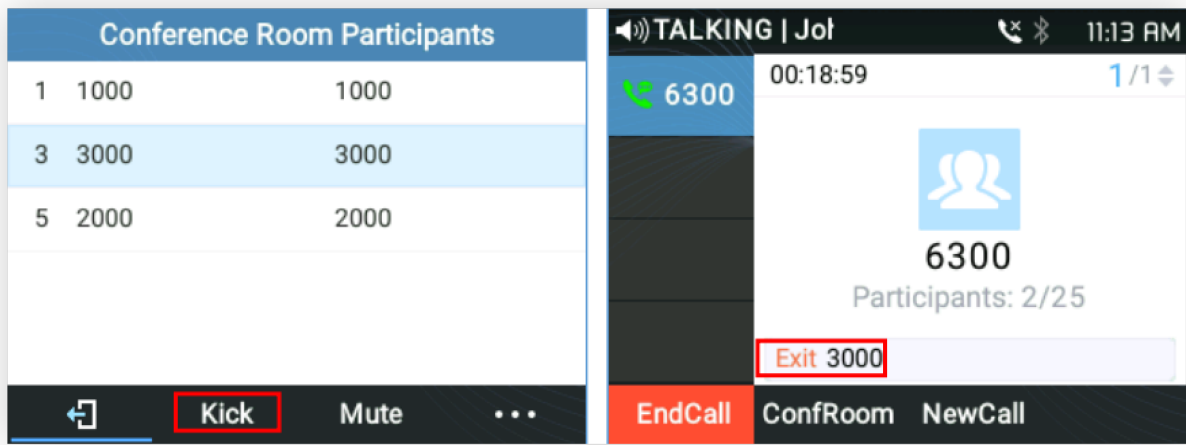 Conference Room Participants
1 1000 1000
3 3000 3000
5 2000 2000
Kick Mute ...
TALKING | Joh 11:13 AM
6300
00:18:59 1/1
6300
Participants: 2/25
Exit 3000
EndCall ConfRoom NewCall